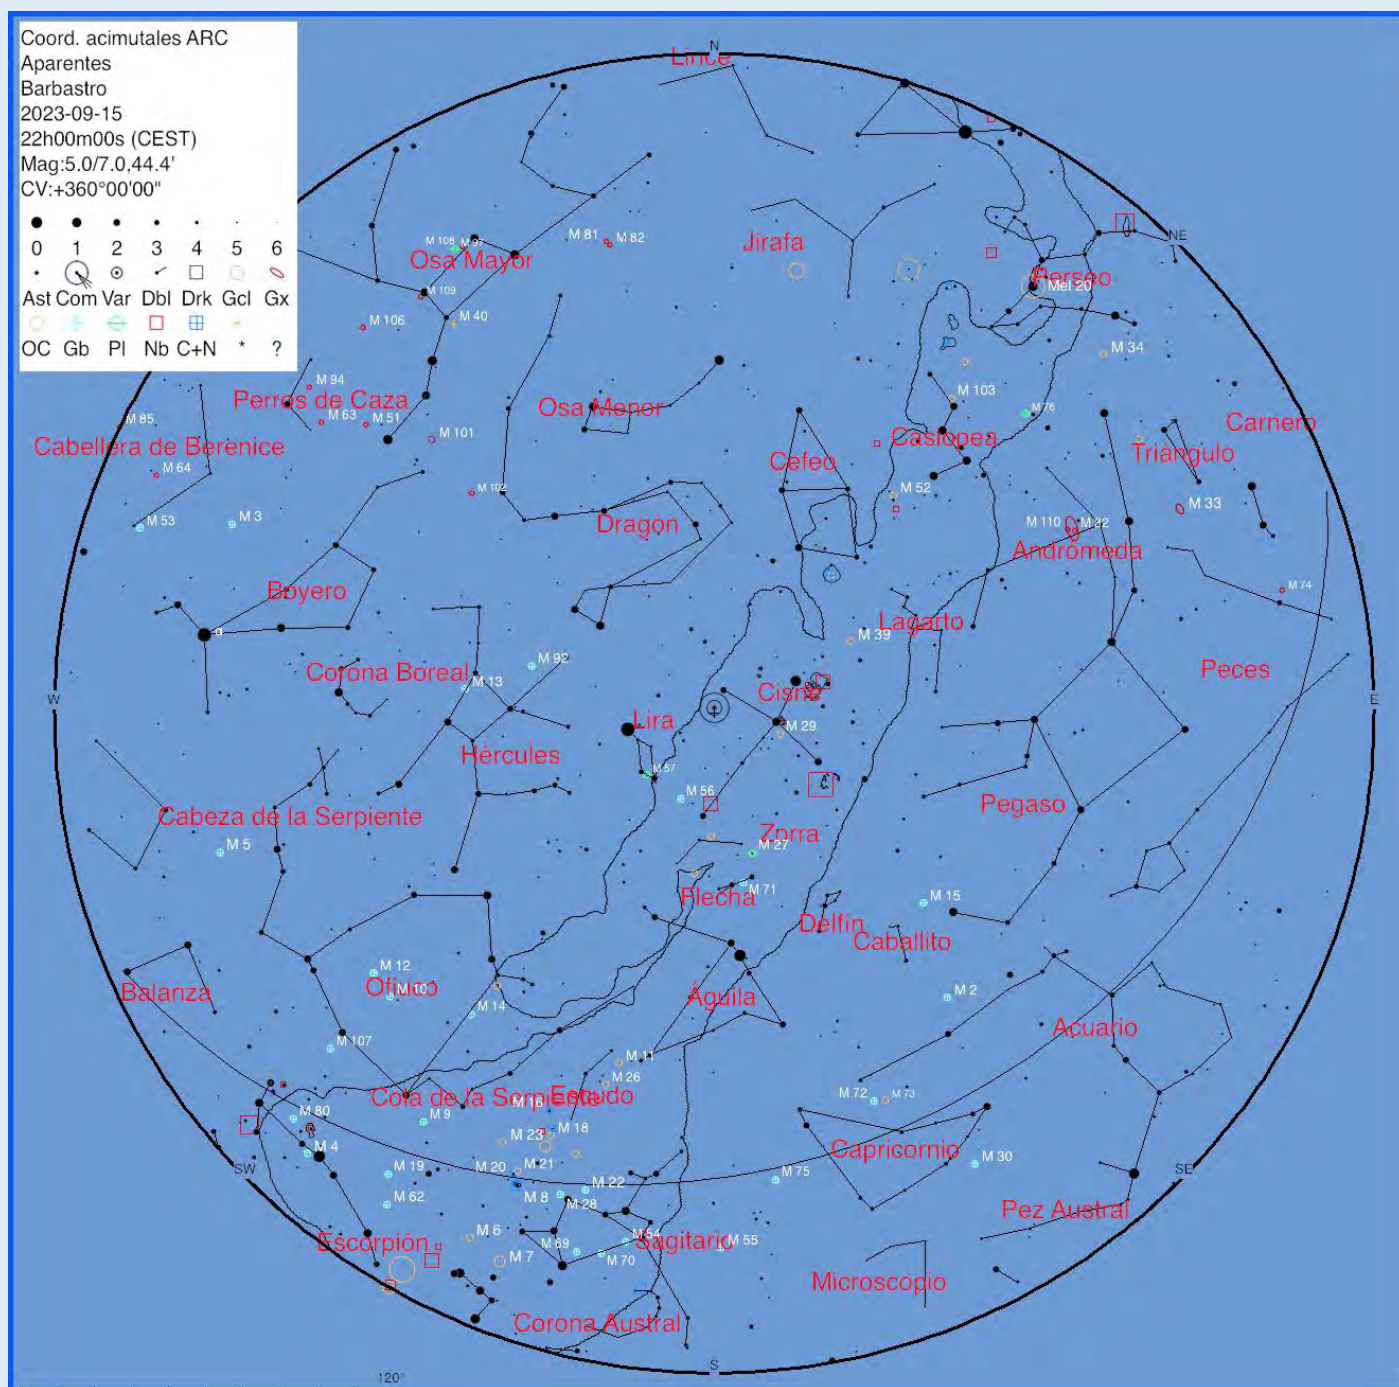 Coord. acimutales ARC
Aparentes
Barbastro
2023-09-15
22h00m00s (CEST)
Mag:5.0/7.0,44.4'
CV:+360°00'00"
0 1 2 3 4 5 6
Ast Com Var Dbl Drk Gcl Gx
OC Gb Pl Nb C+N * ?
N
Lince
NE
M 81
M 82
Jirafa
M 108
M 97
Osa Mayor
Perseo
Mel 20
M 109
M 106
M 40
M 34
M 94
Perros de Caza
M 63
M 51
M 101
Osa Menor
M 103
M 76
Carnero
M 85
Cabellera de Berenice
Casiopea
Triángulo
M 64
Cefeo
M 102
M 52
M 33
M 53
M 3
Dragón
M 110
M 32
Andrómeda
Boyero
M 74
Lagarto
M 39
M 92
Corona Boreal
M 13
Cisne
Peces
W
E
Lira
M 29
Hércules
M 57
M 56
Pegaso
Cabeza de la Serpiente
Zorra
M 5
M 27
M 71
Flecha
M 15
Delfín
Caballito
M 12
Ofiuco
M 10
Balanza
Águila
M 2
M 14
Acuario
M 107
M 11
M 26
Cola de la Serpiente
Escudo
M 16
M 72
M 73
M 80
M 9
M 18
M 23
Capricornio
M 4
SW
M 19
M 20
M 21
M 75
M 30
SE
M 62
M 8
M 22
M 28
Pez Austral
Escorpión
M 6
M 54
Sagitario
M 55
M 69
M 7
M 70
Microscopio
Corona Austral
S
120°